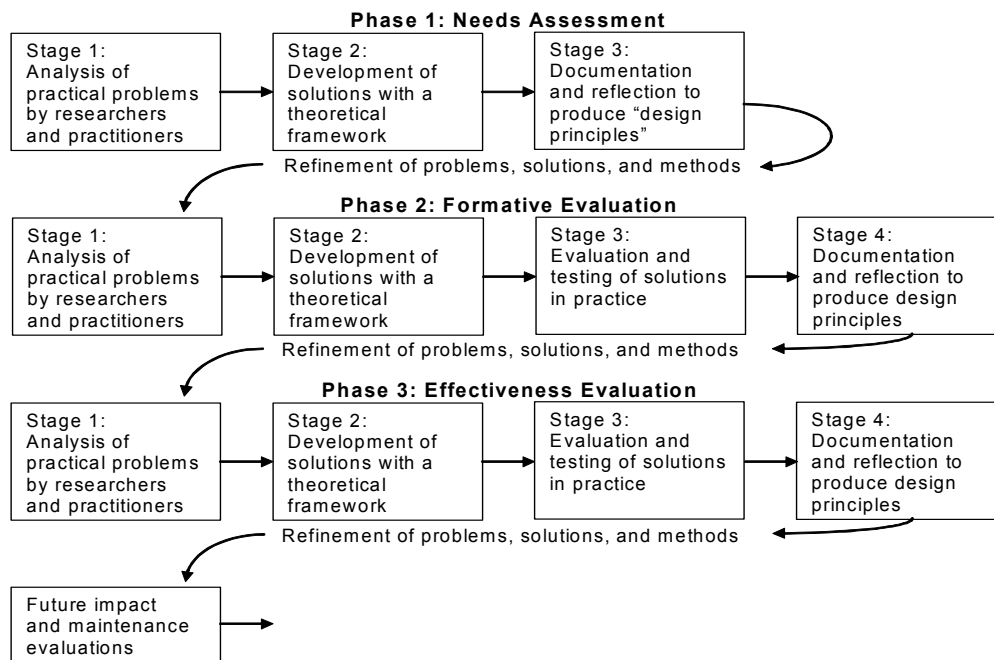 Phase 1: Needs Assessment
Stage 1:
Analysis of
practical problems
by researchers
and practitioners
Stage 2:
Development of
solutions with a
theoretical
framework
Stage 3:
Documentation
and reflection to
produce “design
principles”
Refinement of problems, solutions, and methods
Phase 2: Formative Evaluation
Stage 1:
Analysis of
practical problems
by researchers
and practitioners
Stage 2:
Development of
solutions with a
theoretical
framework
Stage 3:
Evaluation and
testing of solutions
in practice
Stage 4:
Documentation
and reflection to
produce design
principles
Refinement of problems, solutions, and methods
Phase 3: Effectiveness Evaluation
Stage 1:
Analysis of
practical problems
by researchers
and practitioners
Stage 2:
Development of
solutions with a
theoretical
framework
Stage 3:
Evaluation and
testing of solutions
in practice
Stage 4:
Documentation
and reflection to
produce design
principles
Refinement of problems, solutions, and methods
Future impact
and maintenance
evaluations